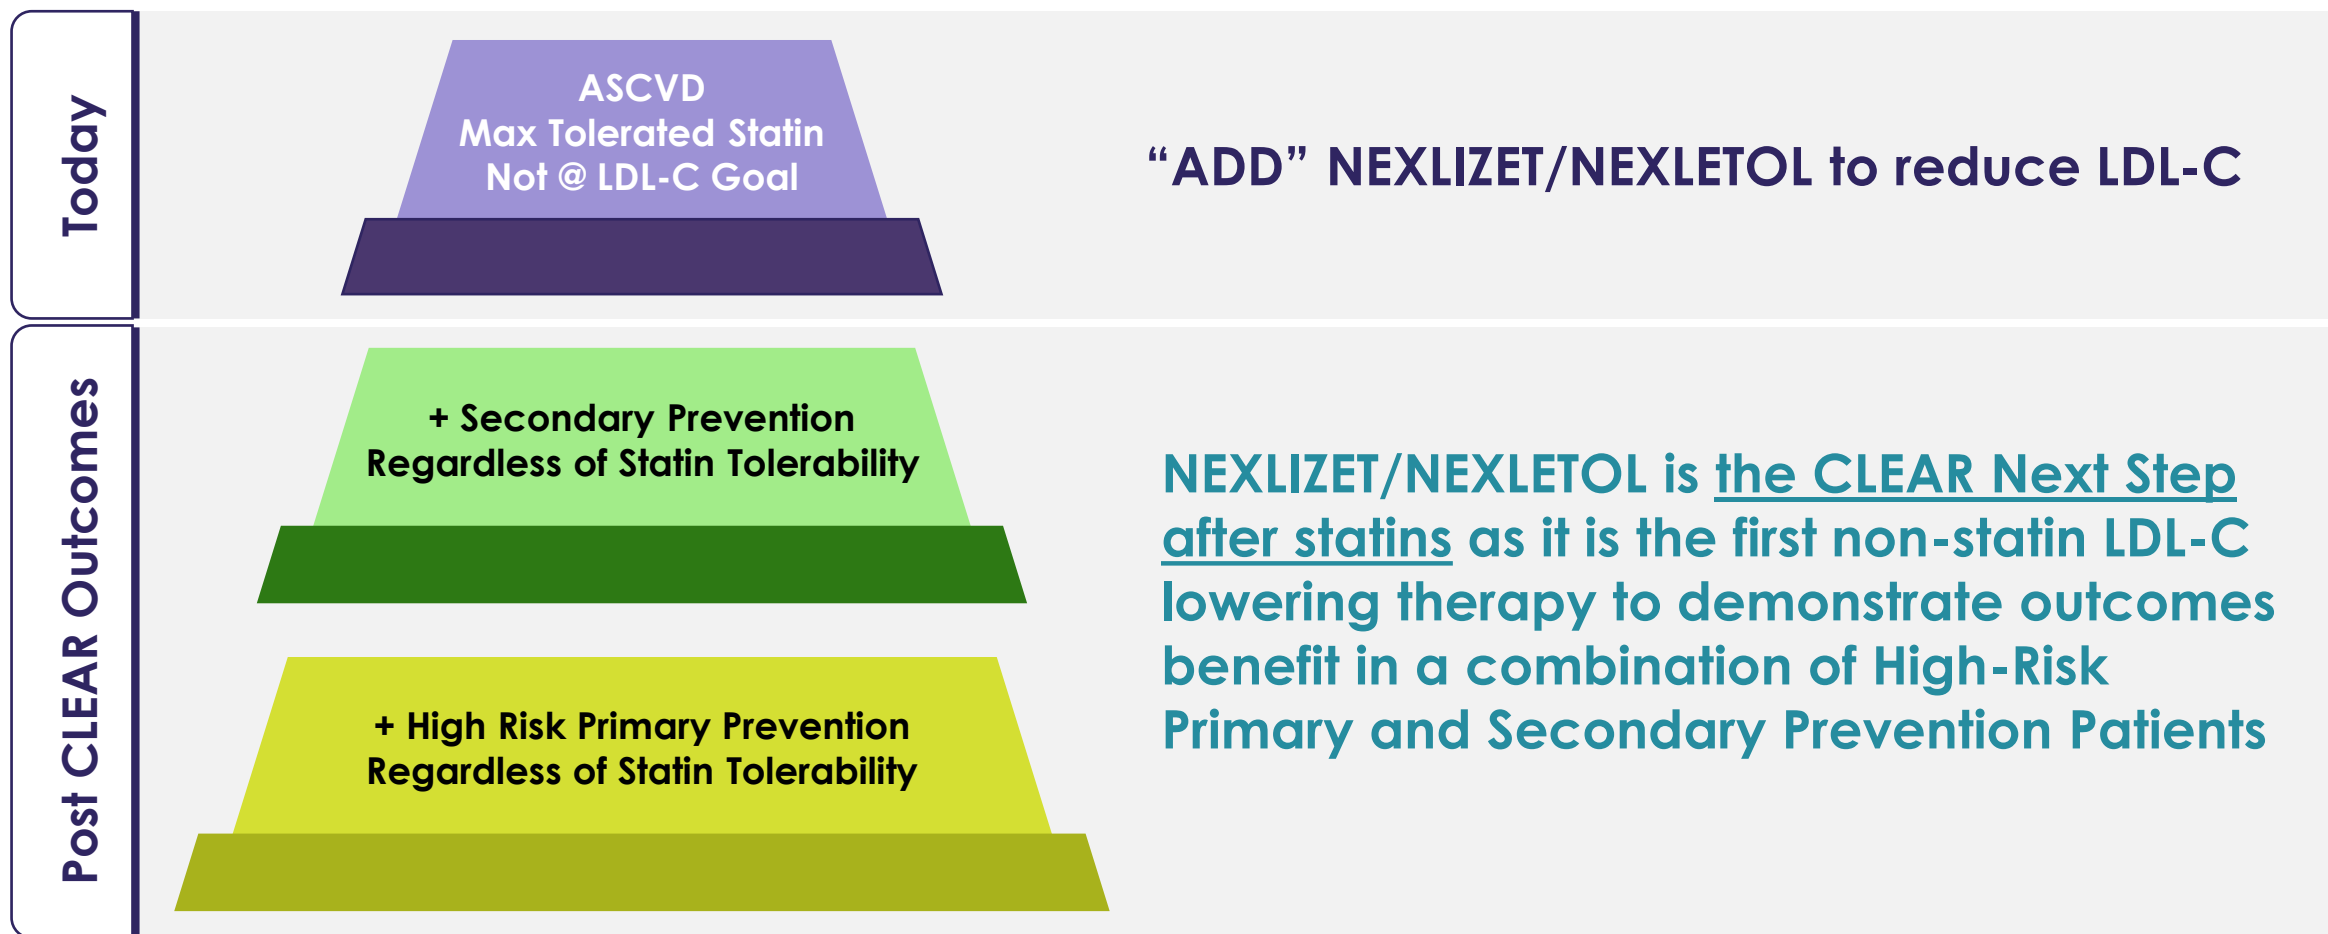 Today
ASCVD
Max Tolerated Statin
Not @ LDL-C Goal
“ADD” NEXLIZET/NEXLETOL to reduce LDL-C
Post CLEAR Outcomes
+ Secondary Prevention
Regardless of Statin Tolerability
+ High Risk Primary Prevention
Regardless of Statin Tolerability
NEXLIZET/NEXLETOL is the CLEAR Next Step
after statins as it is the first non-statin LDL-C
lowering therapy to demonstrate outcomes
benefit in a combination of High-Risk
Primary and Secondary Prevention Patients